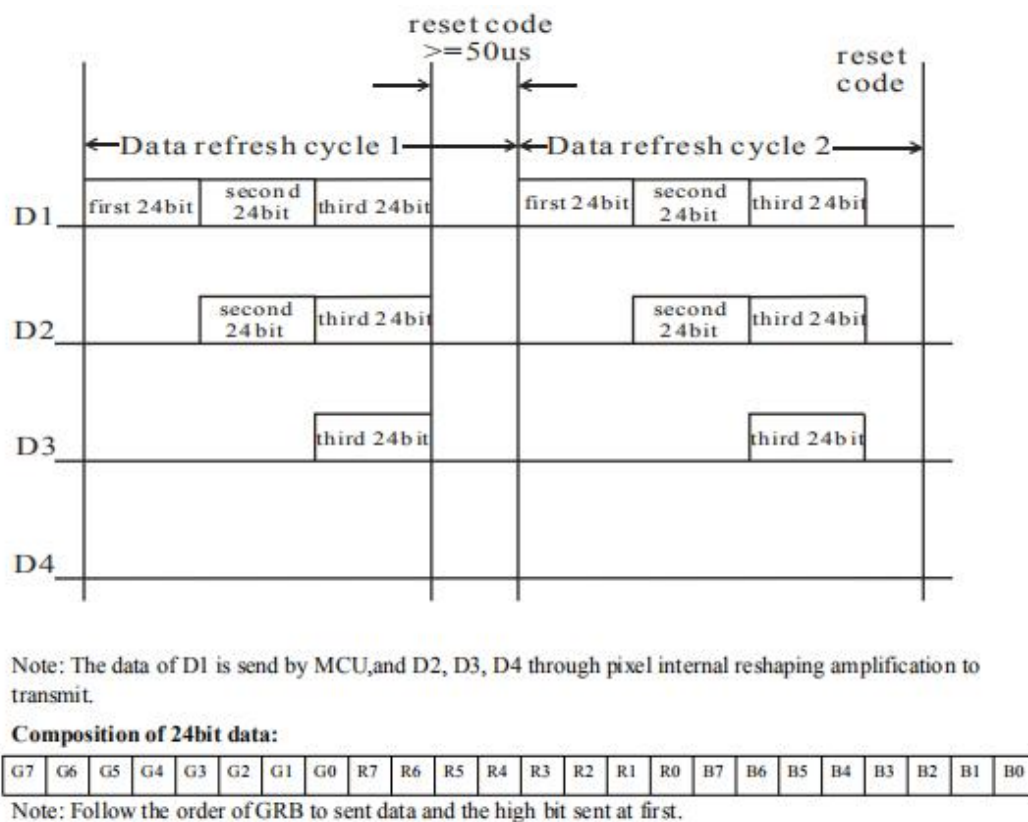 reset code
>=50us
reset
code
Data refresh cycle 1
Data refresh cycle 2
D1
first 24bit
second
24bit
third 24bit
first 24bit
second
24bit
third 24bit
D2
second
24bit
third 24bit
second
24bit
third 24bit
D3
third 24bit
third 24bit
D4
Note: The data of D1 is send by MCU,and D2, D3, D4 through pixel internal reshaping amplification to
transmit.
Composition of 24bit data:
G7 G6 G5 G4 G3 G2 G1 G0 R7 R6 R5 R4 R3 R2 R1 R0 B7 B6 B5 B4 B3 B2 B1 B0
Note: Follow the order of GRB to sent data and the high bit sent at first.